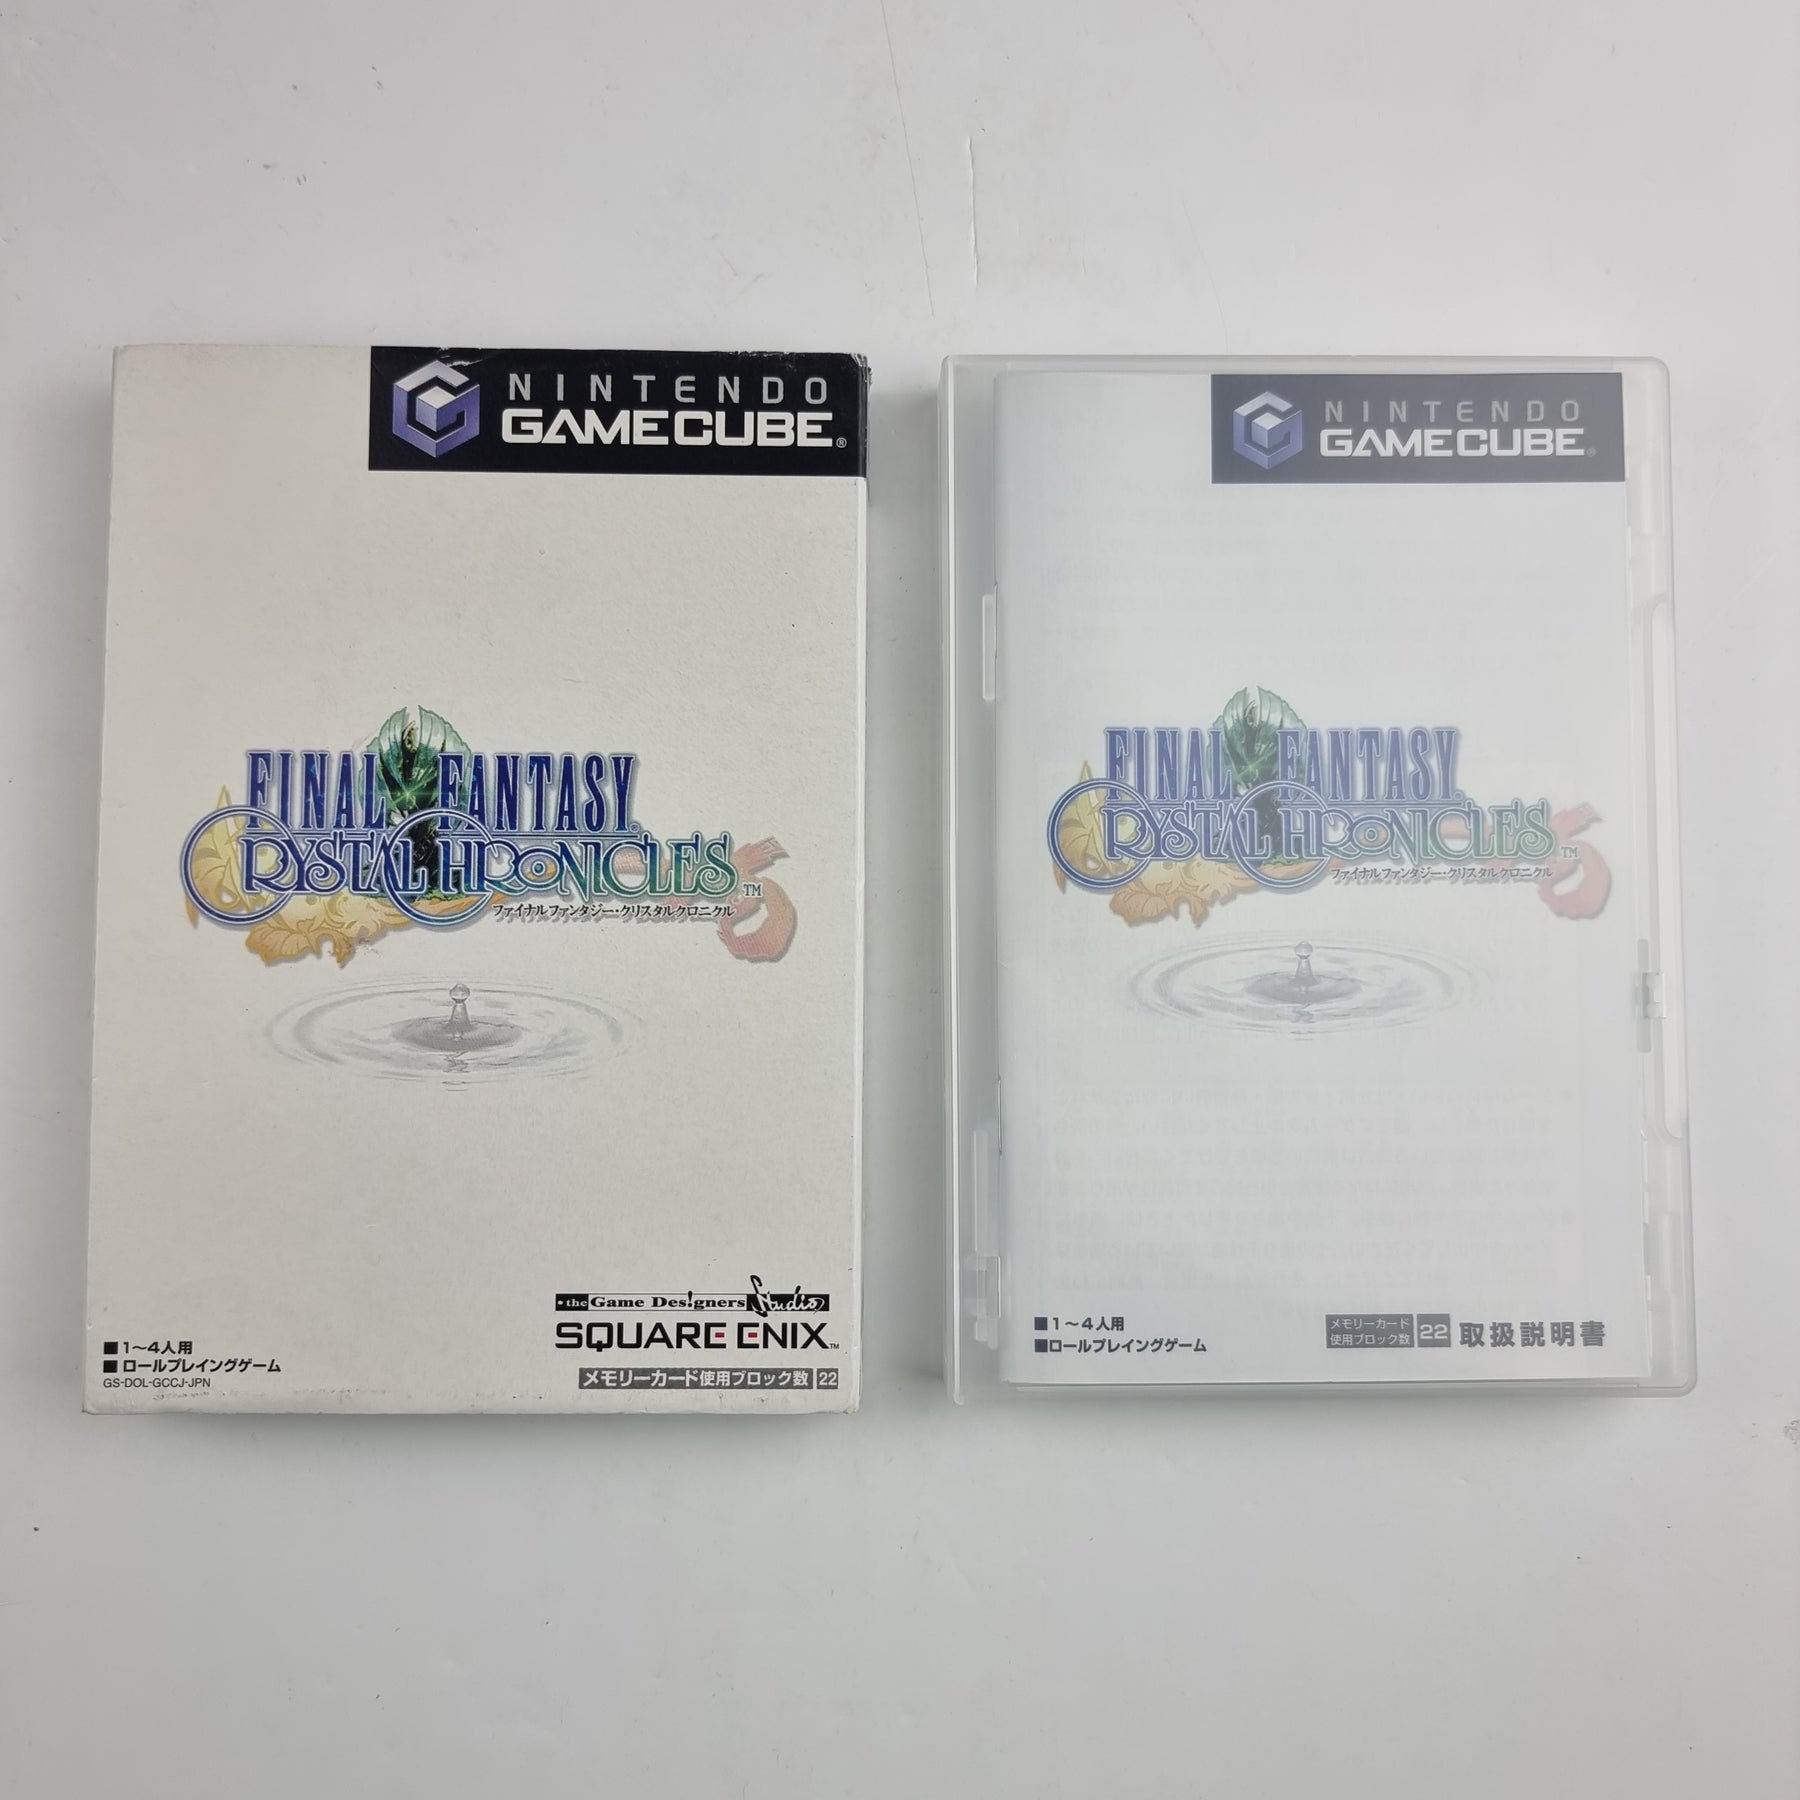 NINTENDO
GAMECUBE®
FINAL FANTASY®
CRYSTAL CHRONICLES™
ファイナルファンタジー・クリスタルクロニクル
•the Game Des!gners Studio
SQUARE ENIX™
■1～4人用
■ロールプレイングゲーム
GS-DOL-GCCJ-JPN
メモリーカード使用ブロック数 22
NINTENDO
GAMECUBE®
FINAL FANTASY®
CRYSTAL CHRONICLES™
ファイナルファンタジー・クリスタルクロニクル
■1～4人用
■ロールプレイングゲーム
メモリーカード
使用ブロック数 22 取扱説明書